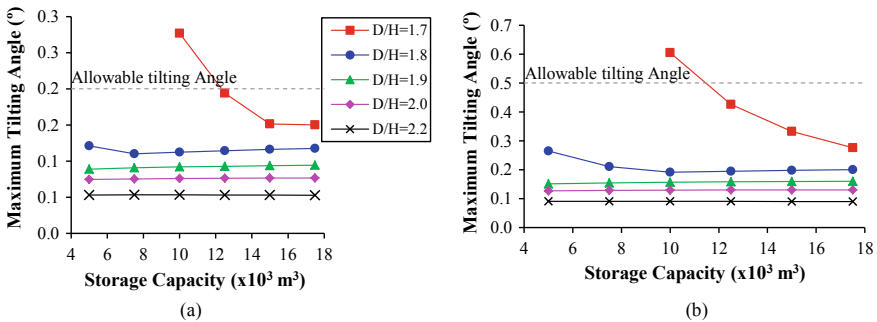 Maximum Tilting Angle (º)
0.3
0.3
0.2
0.2
0.1
0.1
0.0
Allowable tilting Angle
D/H=1.7
D/H=1.8
D/H=1.9
D/H=2.0
D/H=2.2
4 6 8 10 12 14 16 18
Storage Capacity (x10³ m³)
(a)
Maximum Tilting Angle (º)
0.7
0.6
0.5
0.4
0.3
0.2
0.1
0.0
Allowable tilting Angle
4 6 8 10 12 14 16 18
Storage Capacity (x10³ m³)
(b)